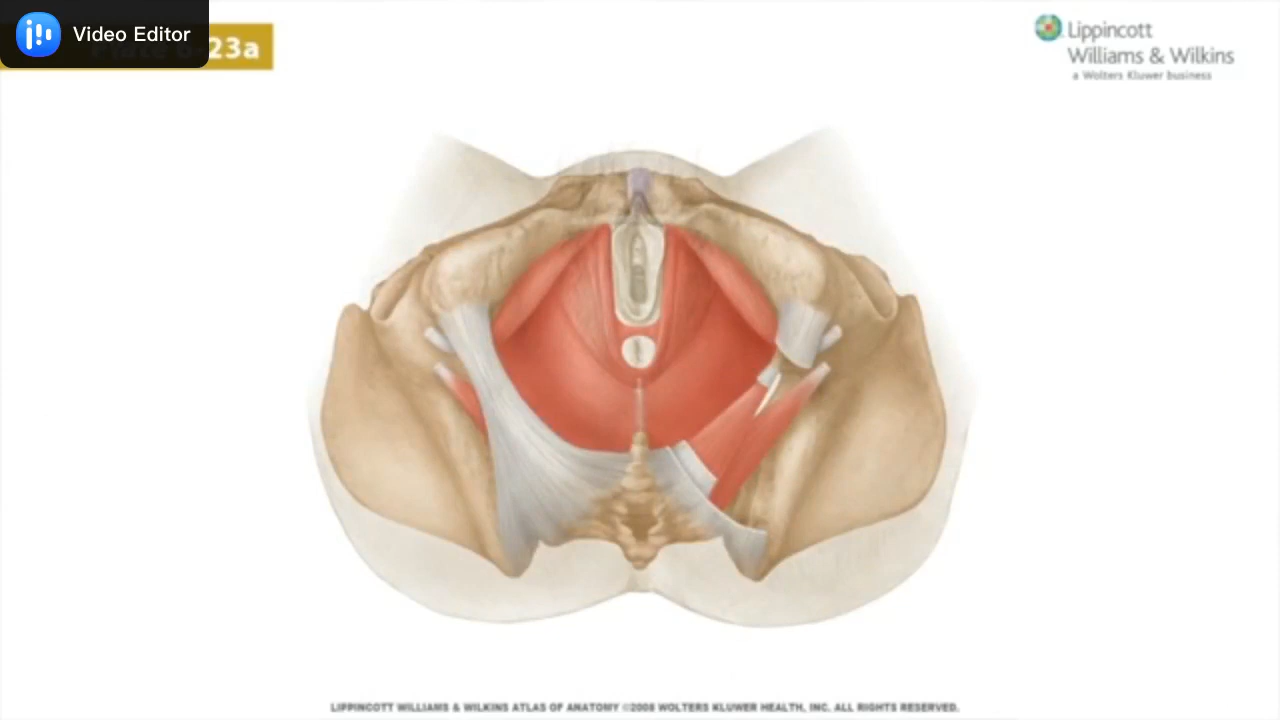 Video Editor
23a
Lippincott
Williams & Wilkins
a Wolters Kluwer business
LIPPINCOTT WILLIAMS & WILKINS ATLAS OF ANATOMY ©2008 WOLTERS KLUWER HEALTH, INC. ALL RIGHTS RESERVED.